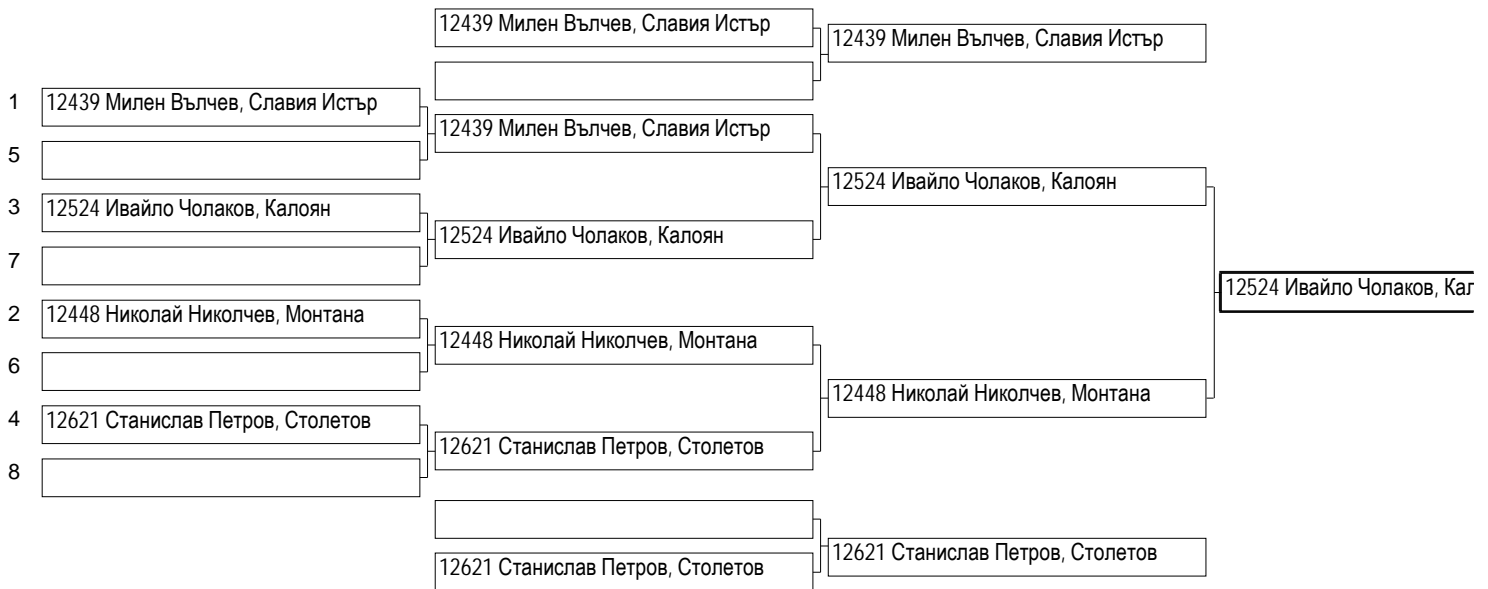 12439 Милен Вълчев, Славия Истър
12439 Милен Вълчев, Славия Истър
1 12439 Милен Вълчев, Славия Истър
12439 Милен Вълчев, Славия Истър
5
12524 Ивайло Чолаков, Калоян
3 12524 Ивайло Чолаков, Калоян
12524 Ивайло Чолаков, Калоян
7
12524 Ивайло Чолаков, Кал
2 12448 Николай Николчев, Монтана
12448 Николай Николчев, Монтана
6
12448 Николай Николчев, Монтана
4 12621 Станислав Петров, Столетов
12621 Станислав Петров, Столетов
8
12621 Станислав Петров, Столетов
12621 Станислав Петров, Столетов